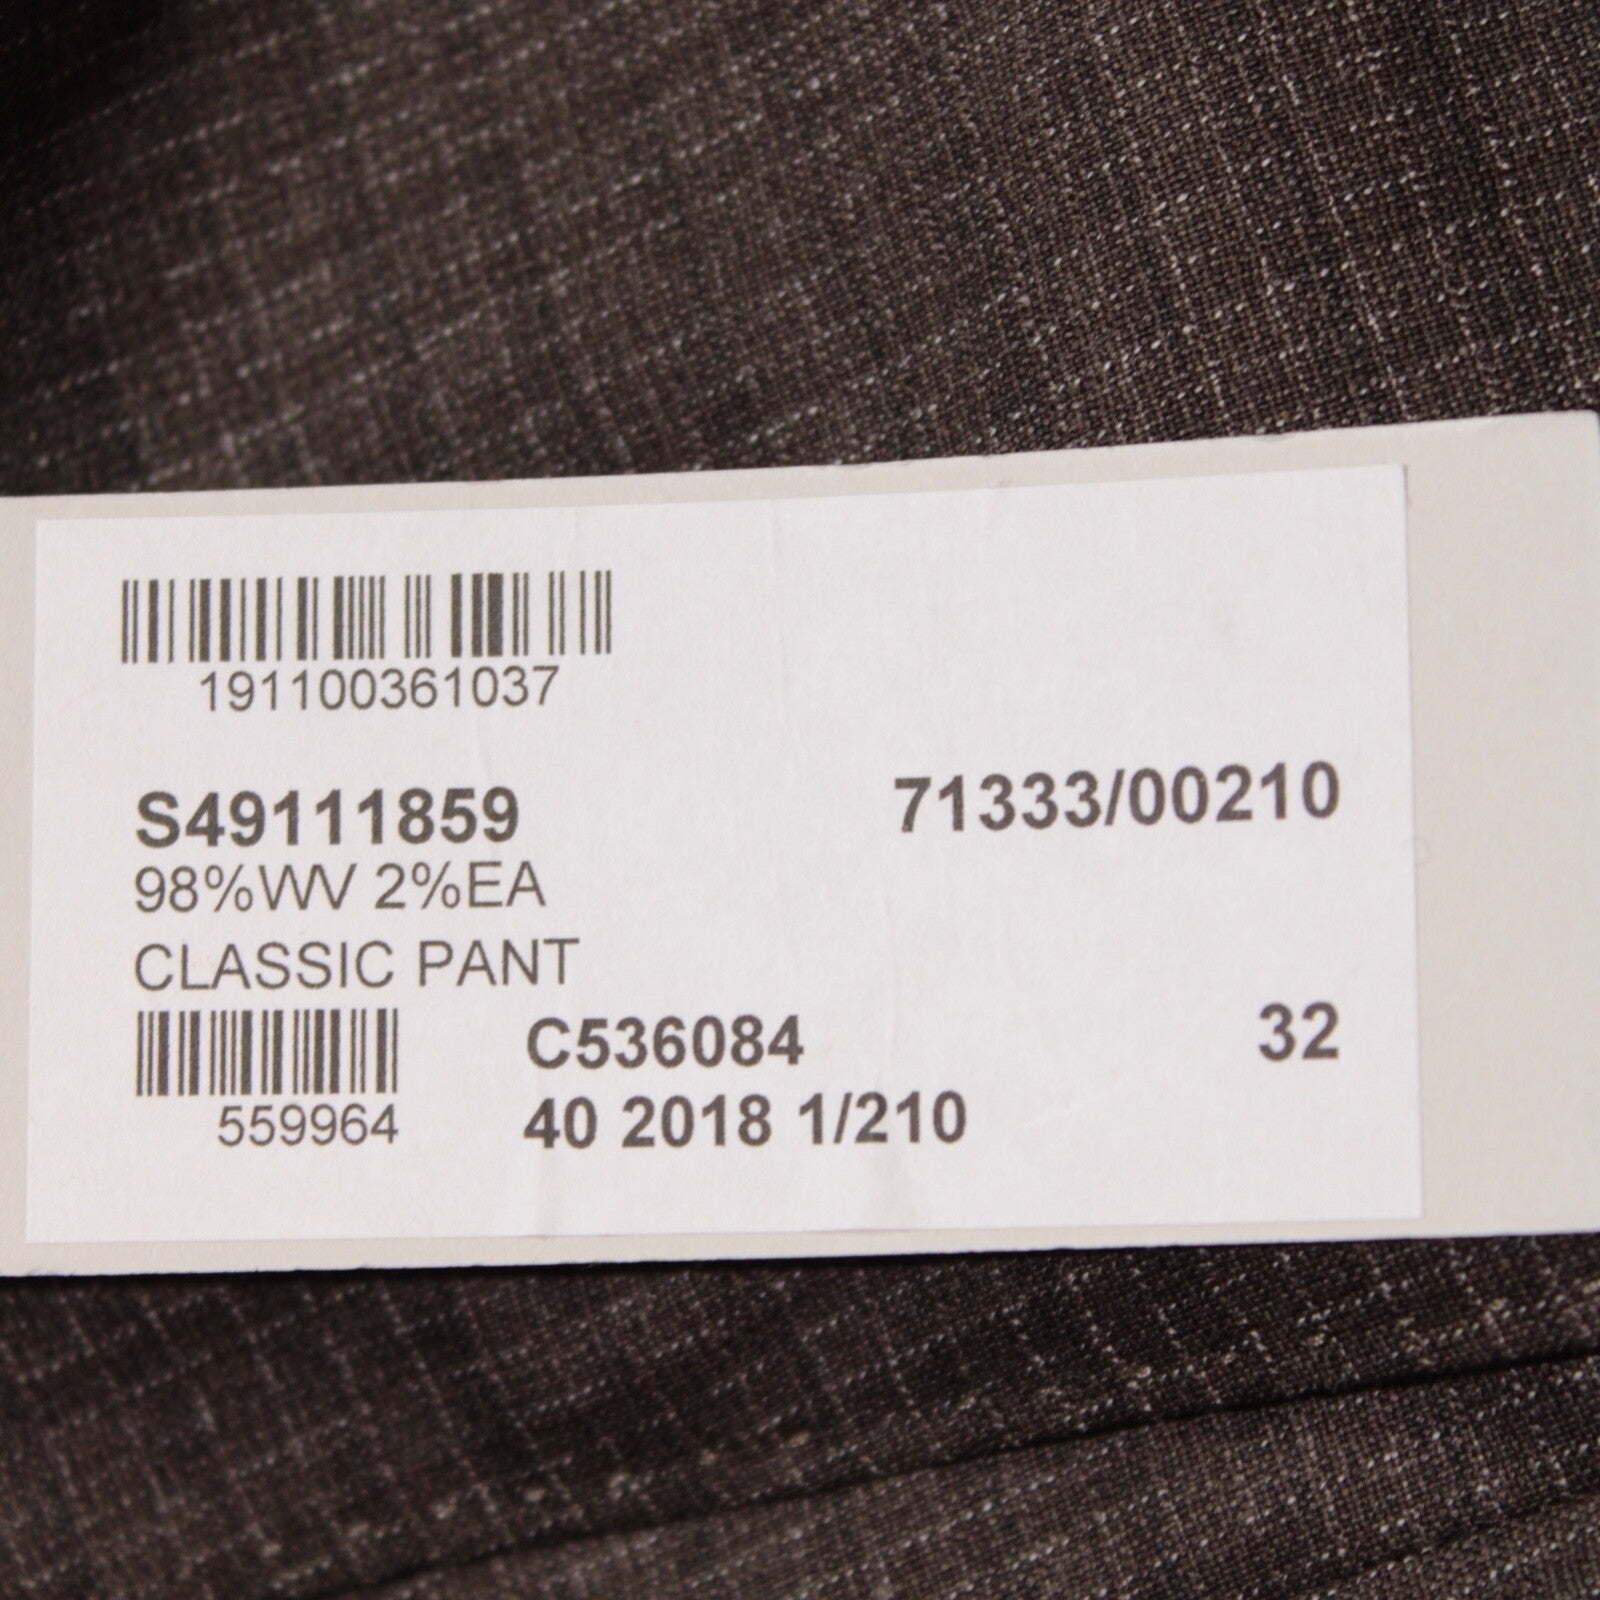 191100361037
S49111859 71333/00210
98%WV 2%EA
CLASSIC PANT
C536084 32
559964 40 2018 1/210